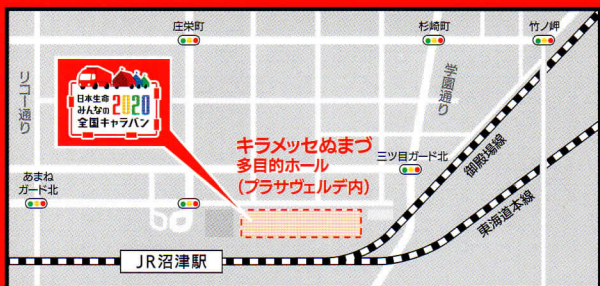 庄栄町
杉崎町
竹ノ岬
リコー通り
学園通り
日本生命
みんなの2020
全国キャラバン
キラメッセぬまづ
多目的ホール
(プラサヴェルデ内)
三ツ目ガード北
あまね
ガード北
御殿場線
東海道本線
JR沼津駅